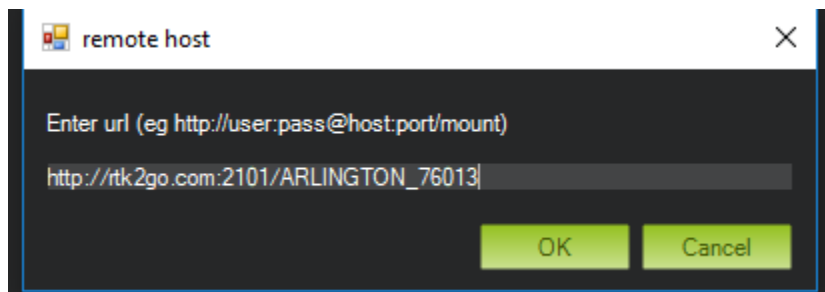 remote host
Enter url (eg http://user:pass@host:port/mount)
http://rtk2go.com:2101/ARLINGTON_76013
OK Cancel